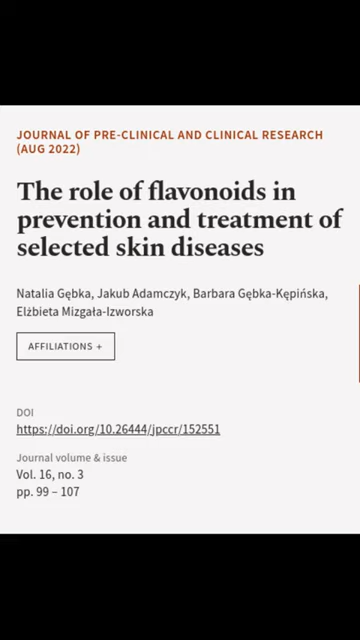 JOURNAL OF PRE-CLINICAL AND CLINICAL RESEARCH
(AUG 2022)
The role of flavonoids in
prevention and treatment of
selected skin diseases
Natalia Gębka, Jakub Adamczyk, Barbara Gębka-Kępińska,
Elżbieta Mizgała-Izworska
AFFILIATIONS +
DOI
https://doi.org/10.26444/jpccr/152551
Journal volume & issue
Vol. 16, no. 3
pp. 99 – 107